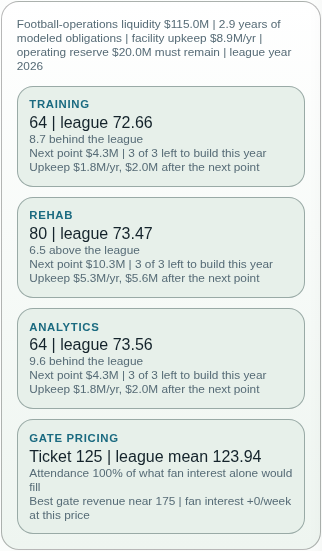 Football-operations liquidity $115.0M | 2.9 years of
modeled obligations | facility upkeep $8.9M/yr |
operating reserve $20.0M must remain | league year
2026
TRAINING
64 | league 72.66
8.7 behind the league
Next point $4.3M | 3 of 3 left to build this year
Upkeep $1.8M/yr, $2.0M after the next point
REHAB
80 | league 73.47
6.5 above the league
Next point $10.3M | 3 of 3 left to build this year
Upkeep $5.3M/yr, $5.6M after the next point
ANALYTICS
64 | league 73.56
9.6 behind the league
Next point $4.3M | 3 of 3 left to build this year
Upkeep $1.8M/yr, $2.0M after the next point
GATE PRICING
Ticket 125 | league mean 123.94
Attendance 100% of what fan interest alone would
fill
Best gate revenue near 175 | fan interest +0/week
at this price